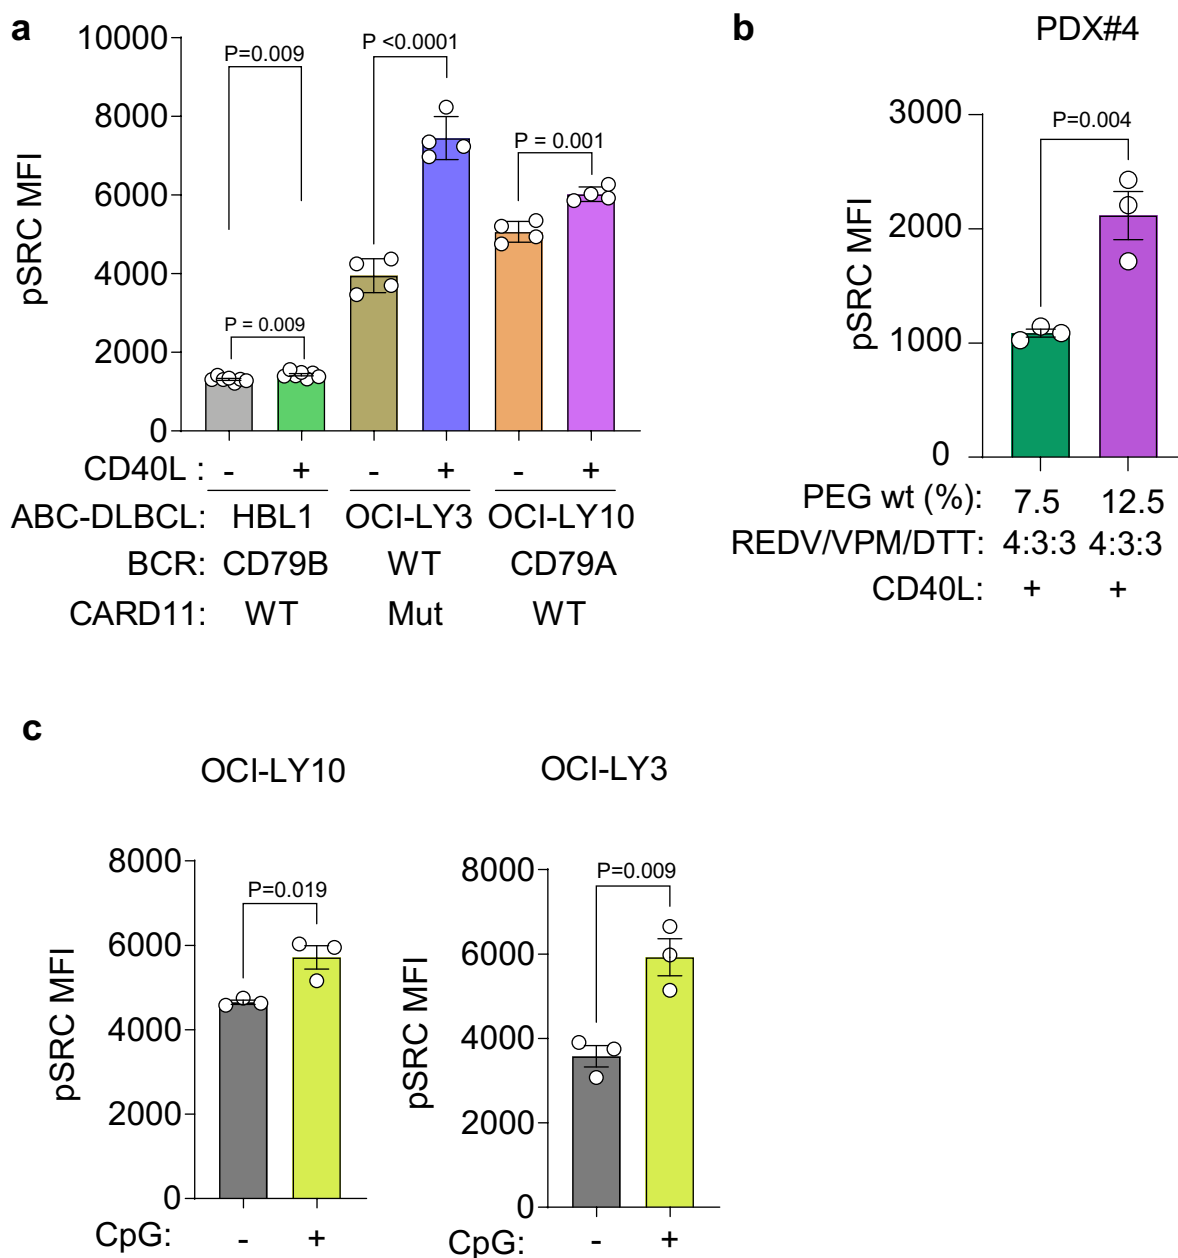 a
10000
8000
6000
4000
2000
0
pSRC MFI
P=0.009
P <0.0001
P = 0.001
P = 0.009
CD40L : - + - + - +
ABC-DLBCL: HBL1 OCI-LY3 OCI-LY10
BCR: CD79B WT CD79A
CARD11: WT Mut WT
b
PDX#4
3000
2000
1000
0
pSRC MFI
P=0.004
PEG wt (%): 7.5 12.5
REDV/VPM/DTT: 4:3:3 4:3:3
CD40L: + +
c
OCI-LY10
8000
6000
4000
2000
0
pSRC MFI
P=0.019
CpG: - +
OCI-LY3
8000
6000
4000
2000
0
pSRC MFI
P=0.009
CpG: - +